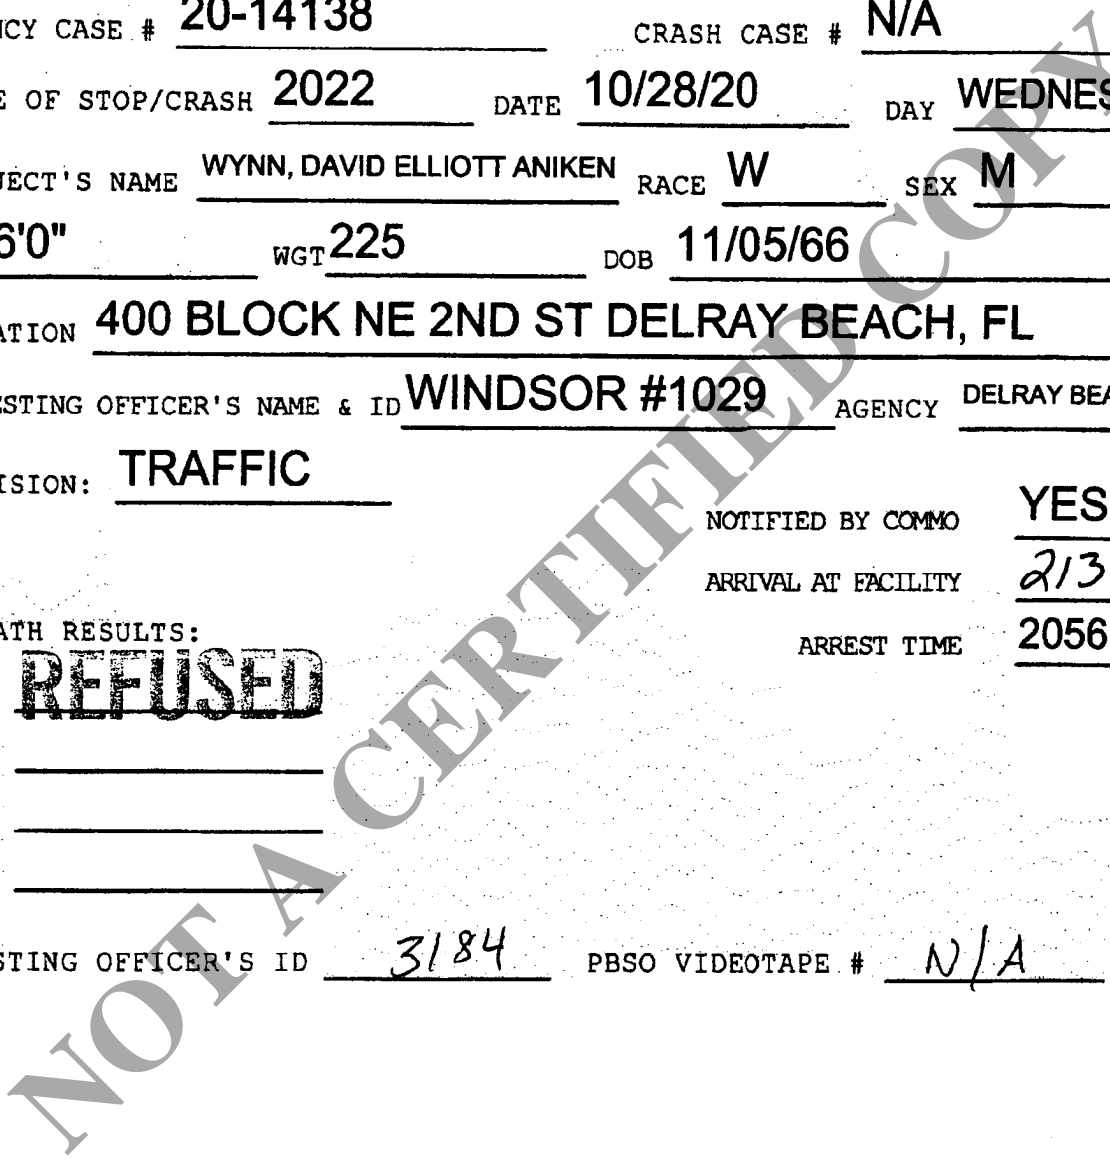 NCY CASE # 20-14138 CRASH CASE # N/A
E OF STOP/CRASH 2022 DATE 10/28/20 DAY WEDNES
JECT'S NAME WYNN, DAVID ELLIOTT ANIKEN RACE W SEX M
6'0" WGT 225 DOB 11/05/66
ATION 400 BLOCK NE 2ND ST DELRAY BEACH, FL
ESTING OFFICER'S NAME & ID WINDSOR #1029 AGENCY DELRAY BEA
ISION: TRAFFIC
NOTIFIED BY COMMO YES
ARRIVAL AT FACILITY 213
ATH RESULTS:
ARREST TIME 2056
REFUSED
STING OFFICER'S ID 3184 PBSO VIDEOTAPE # N/A
NOT A CERTIFIED COPY